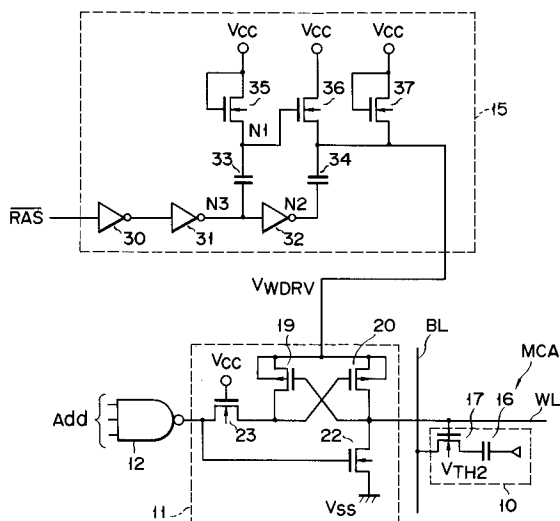 VCC VCC VCC
35 36 37
N1
33 34
15
N3 N2
RAS
30 31 32
VWDRV
19 20 BL
MCA
VCC
Add 22 17 16 WL
23
12 VTH2
11 VSS 10